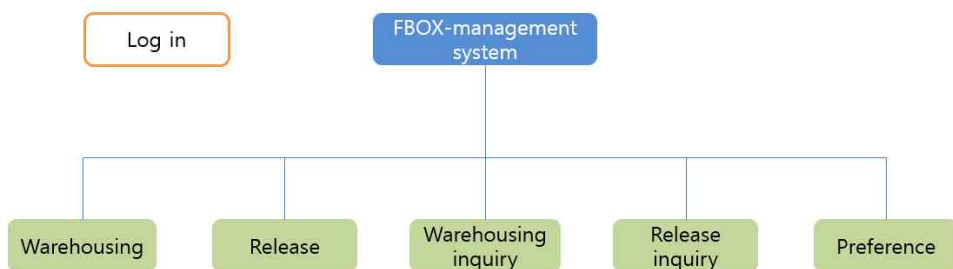 Log in
FBOX-management
system
Warehousing
Release
Warehousing
inquiry
Release
inquiry
Preference